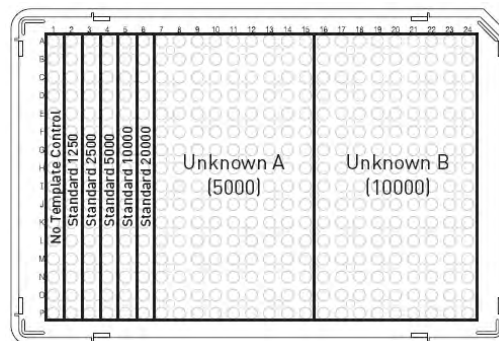 1 2 3 4 5 6 7 8 9 10 11 12 13 14 15 16 17 18 19 20 21 22 23 24
A
B
C
D
E
F
G
H
I
J
K
L
M
N
O
P
No Template Control
Standard 1250
Standard 2500
Standard 5000
Standard 10000
Standard 20000
Unknown A
(5000)
Unknown B
(10000)